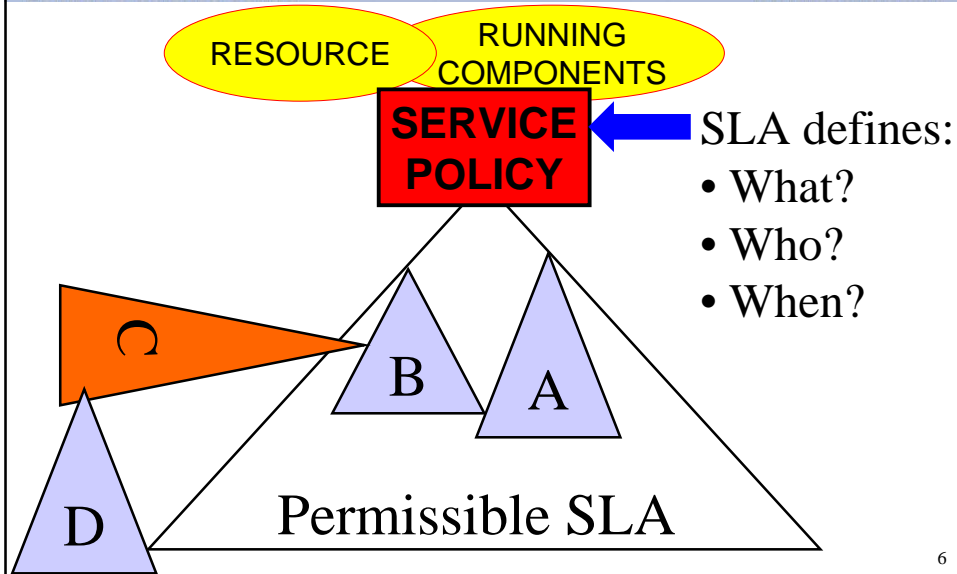 RESOURCE
RUNNING
COMPONENTS
SERVICE
POLICY
SLA defines:
• What?
• Who?
• When?
C
B
A
D
Permissible SLA
6